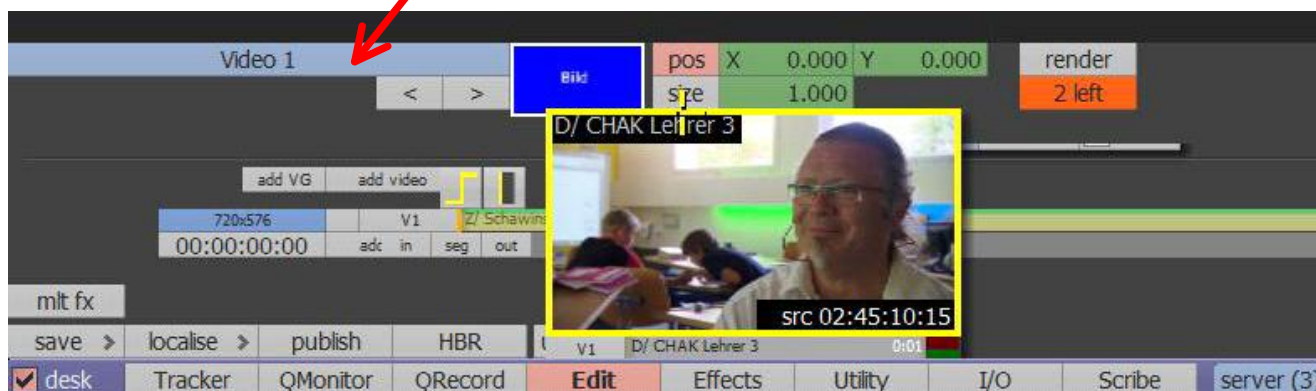 Video 1
Bild
pos X 0.000 Y 0.000
render
< >
size 1.000
2 left
D/ CHAK Lehrer 3
add VG add video
720x576 V1 Z/ Schawins
00:00:00:00 adc in seg out
mlt fx
src 02:45:10:15
save > localise > publish HBR
V1 D/ CHAK Lehrer 3 0:01
desk Tracker QMonitor QRecord Edit Effects Utility I/O Scribe server (3